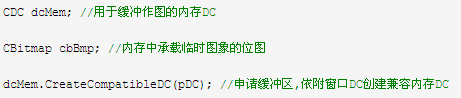 CDC dcMem; //用于缓冲作图的内存DC
CBitmap cbBmp; //内存中承载临时图象的位图
dcMem.CreateCompatibleDC(pDC); //申请缓冲区,依附窗口DC创建兼容内存DC